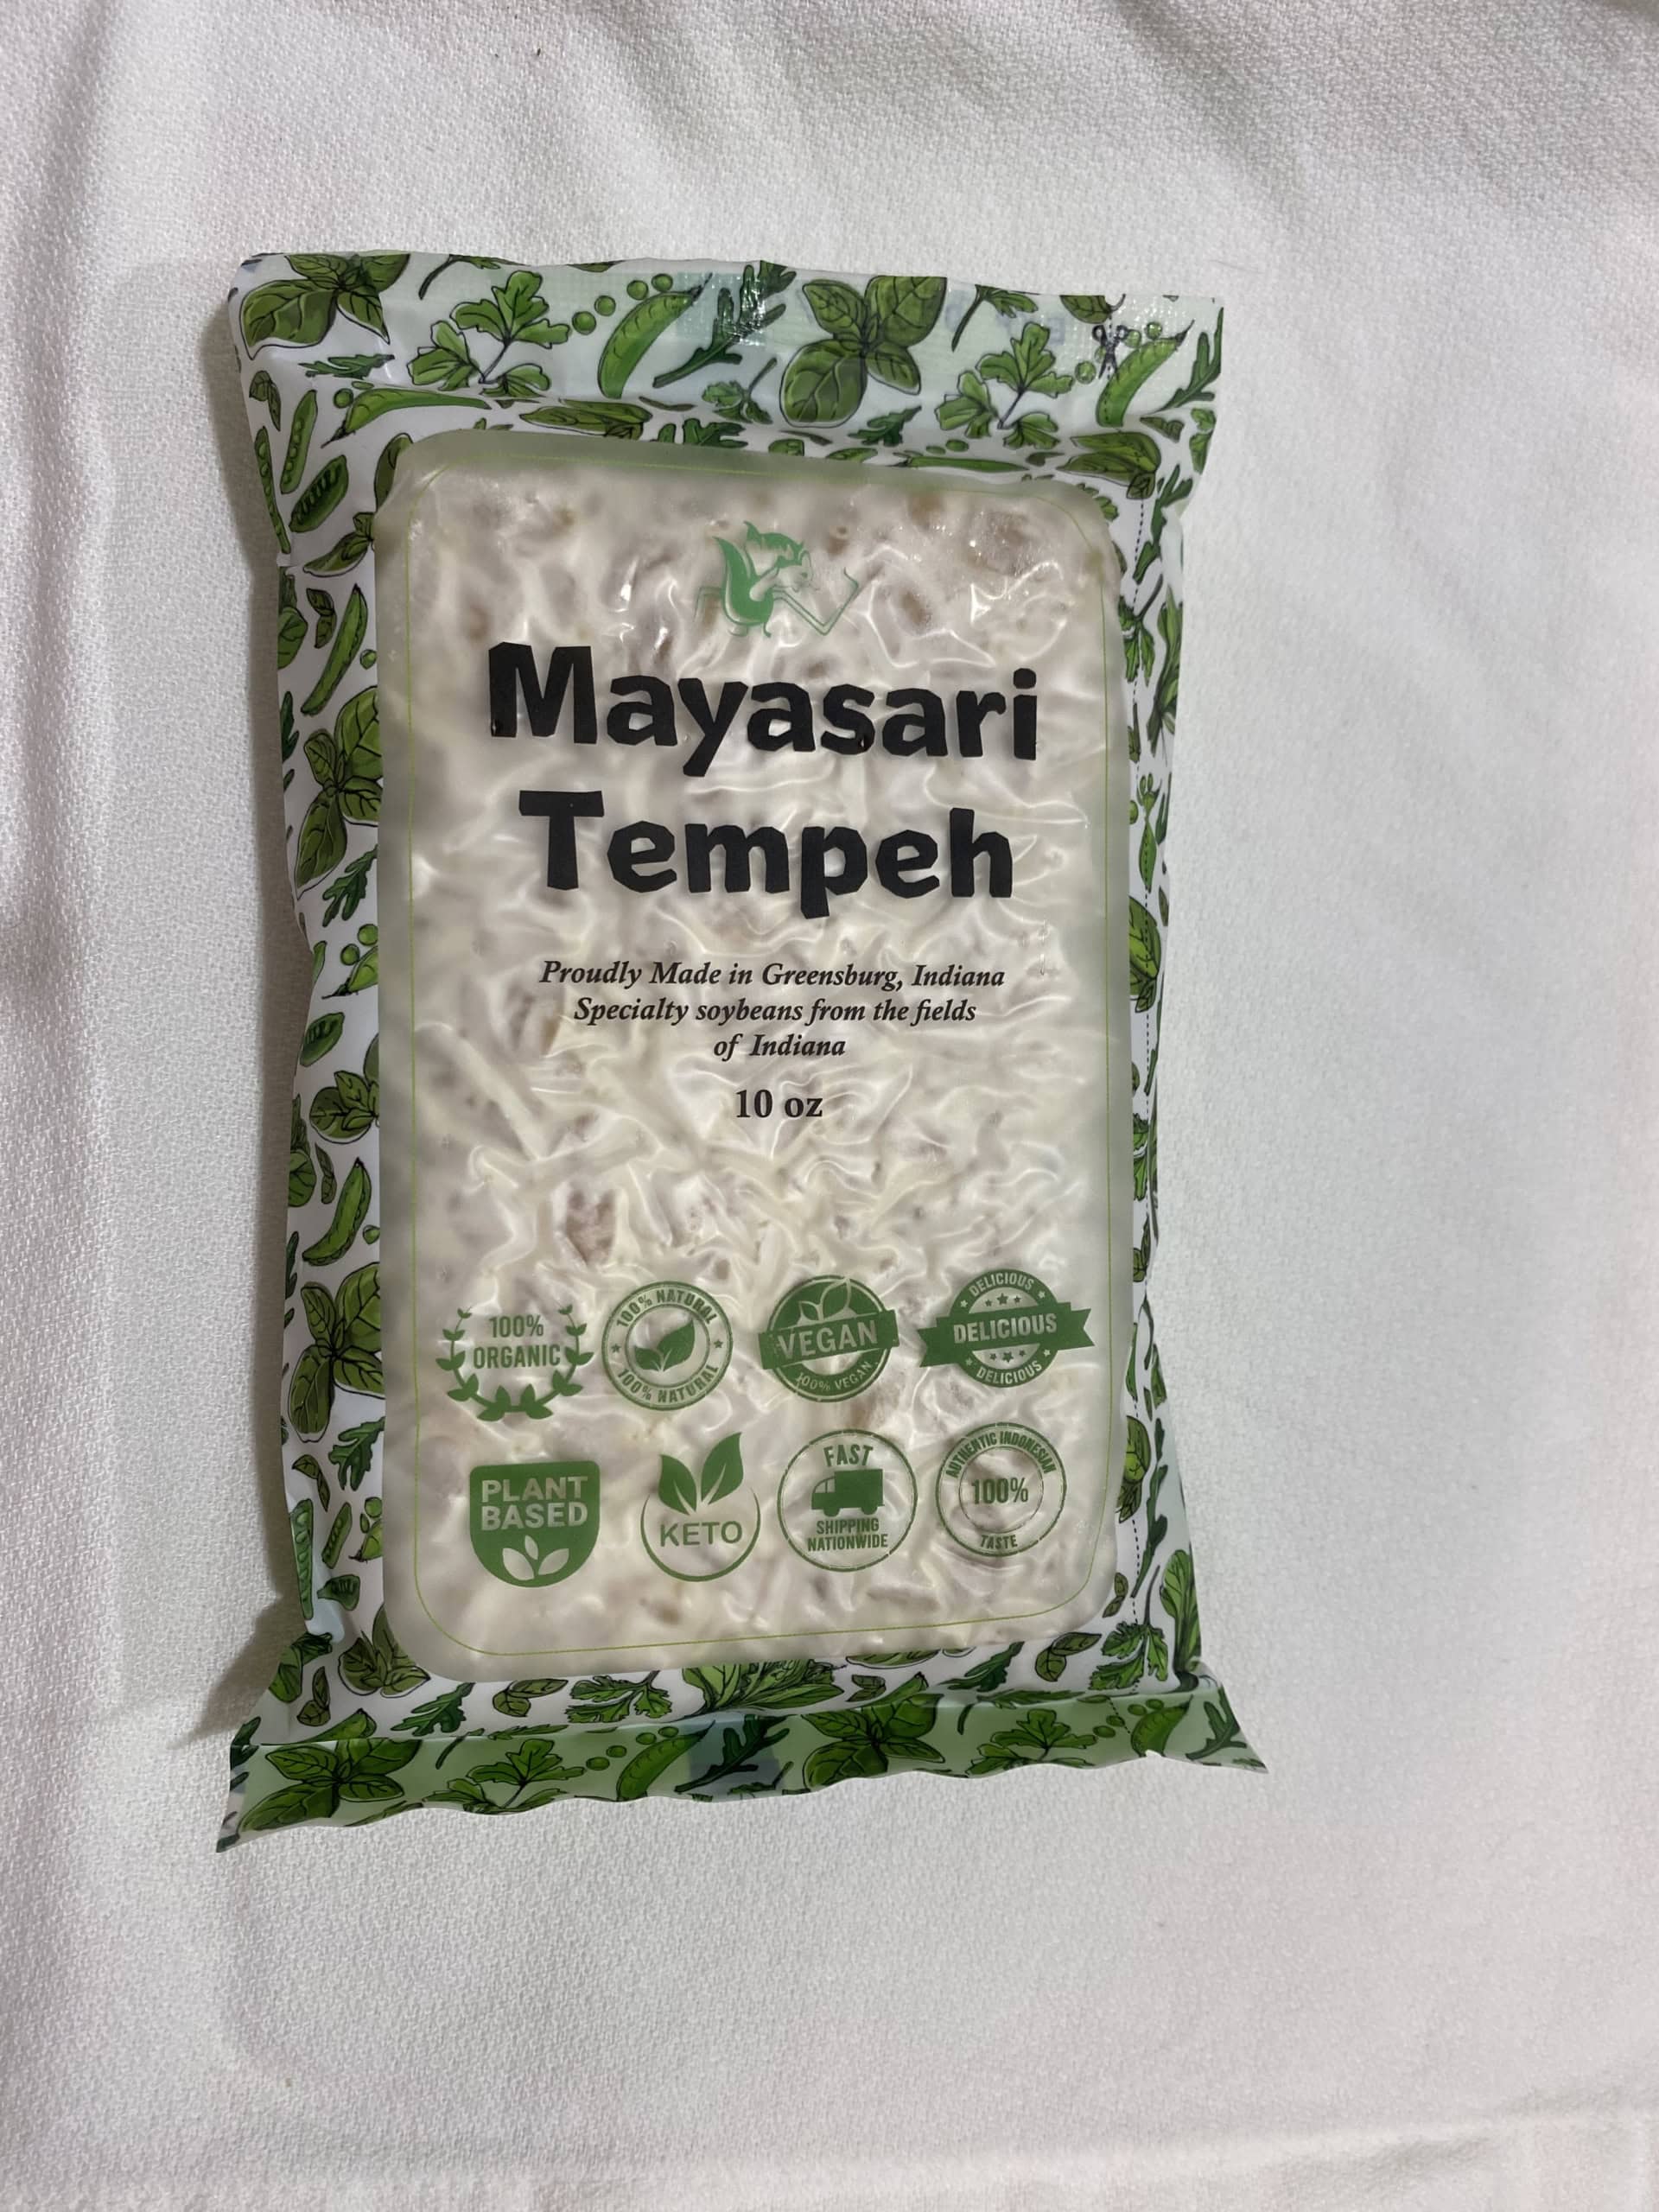 Mayasari
Tempeh
Proudly Made in Greensburg, Indiana
Specialty soybeans from the fields
of Indiana
10 oz
100%
ORGANIC
100% NATURAL
100% NATURAL
VEGAN
100% VEGAN
DELICIOUS
DELICIOUS
DELICIOUS
PLANT
BASED
KETO
FAST
SHIPPING
NATIONWIDE
AUTHENTIC INDONESIAN
100%
TASTE